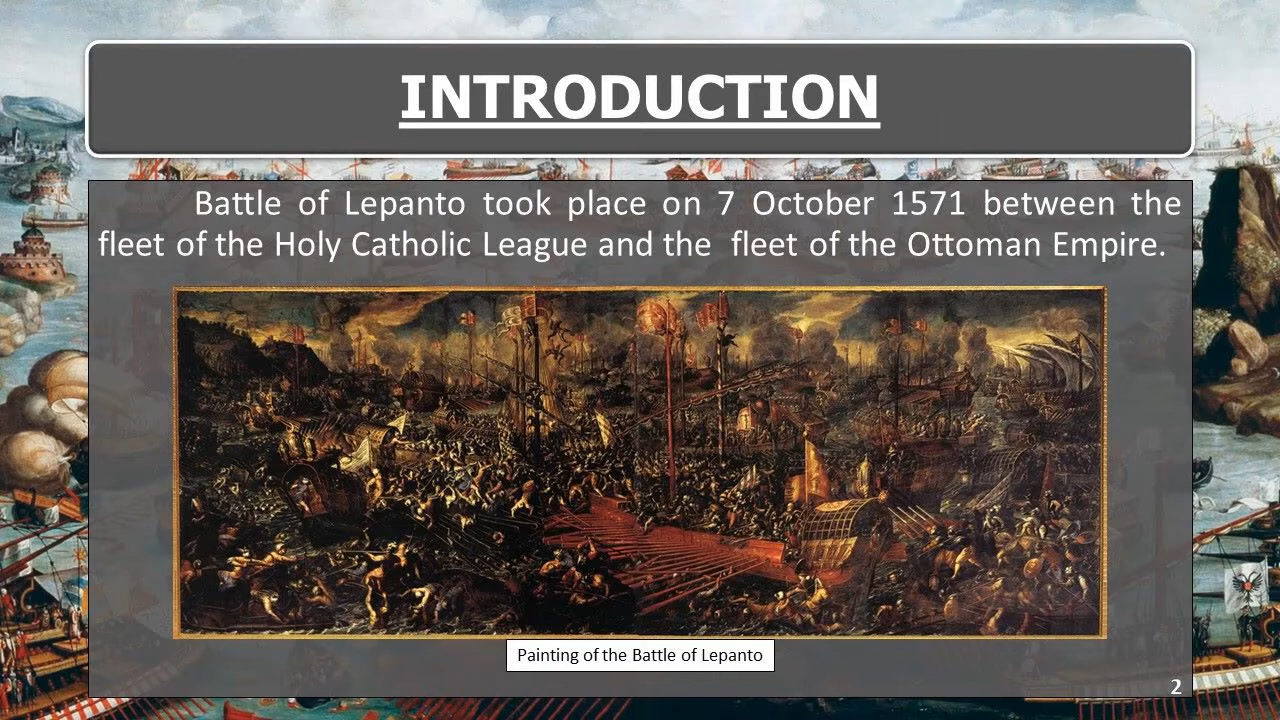 INTRODUCTION
Battle of Lepanto took place on 7 October 1571 between the
fleet of the Holy Catholic League and the fleet of the Ottoman Empire.
Painting of the Battle of Lepanto
2